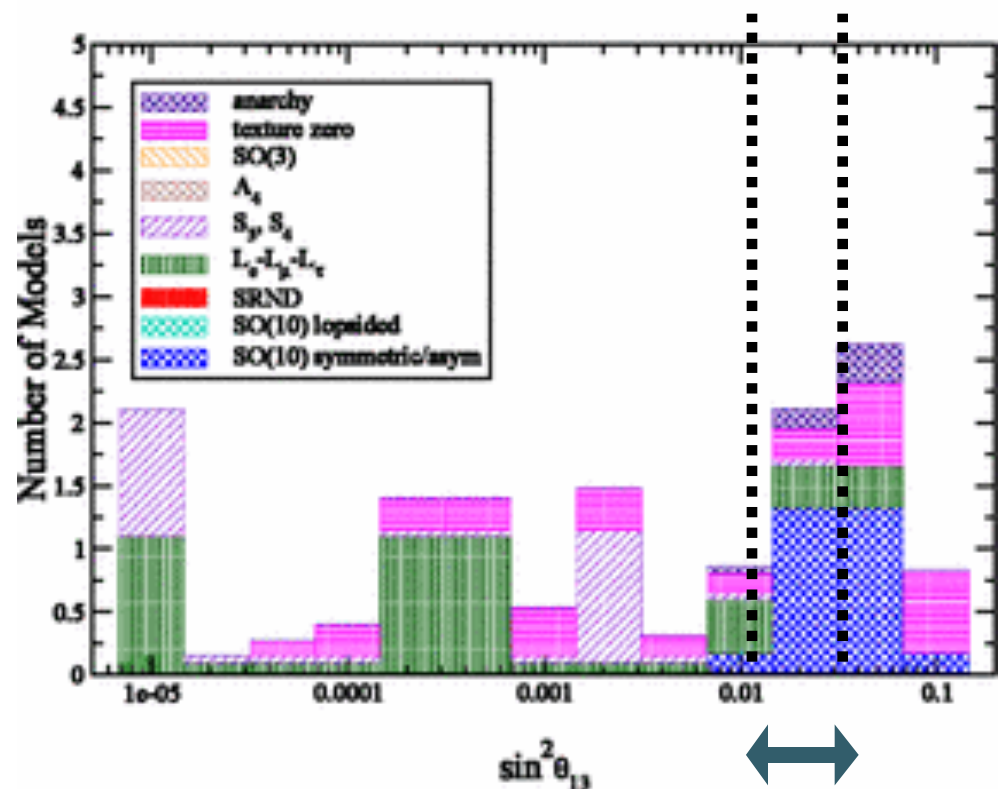 5
4.5
4
3.5
3
2.5
2
1.5
1
0.5
0
Number of Models
anarchy
texture zero
SO(3)
A₄
S₃, S₄
Lₑ-L_μ-L_τ
SRND
SO(10) lopsided
SO(10) symmetric/asym
1e-05 0.0001 0.001 0.01 0.1
sin²θ₁₃